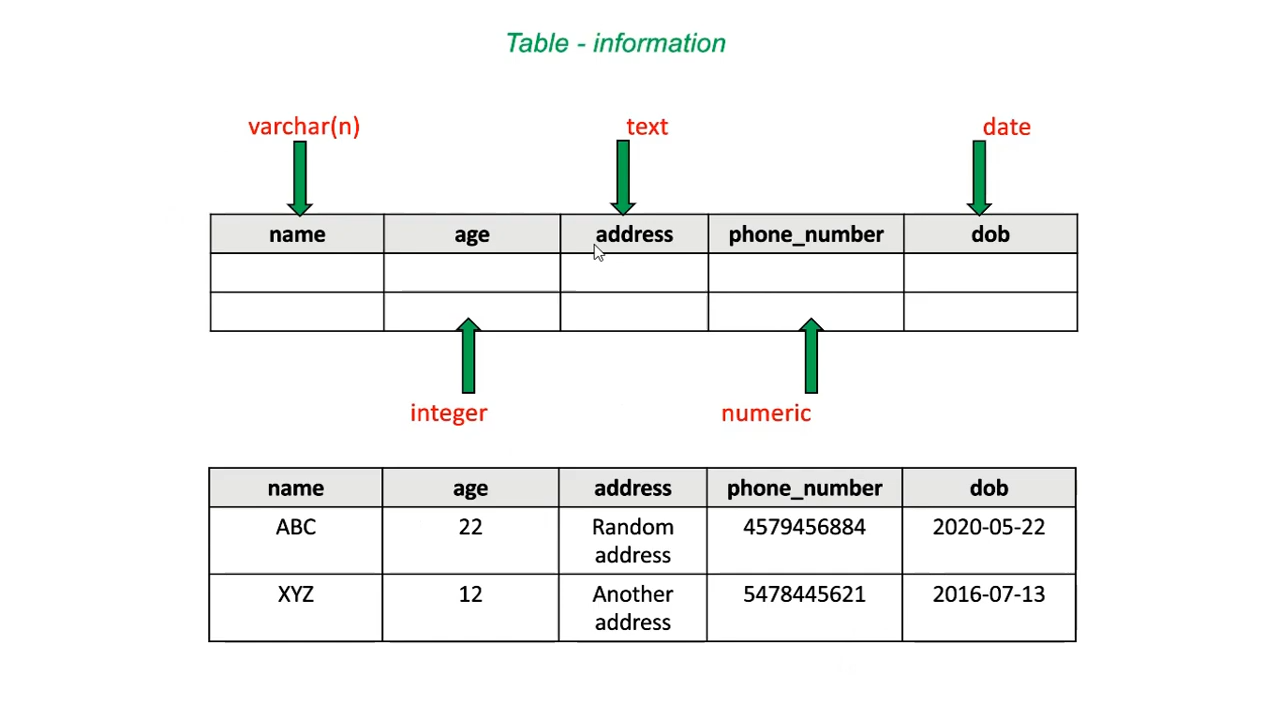 Table - information
varchar(n) text date
name age address phone_number dob
integer numeric
name age address phone_number dob
ABC 22 Random address 4579456884 2020-05-22
XYZ 12 Another address 5478445621 2016-07-13